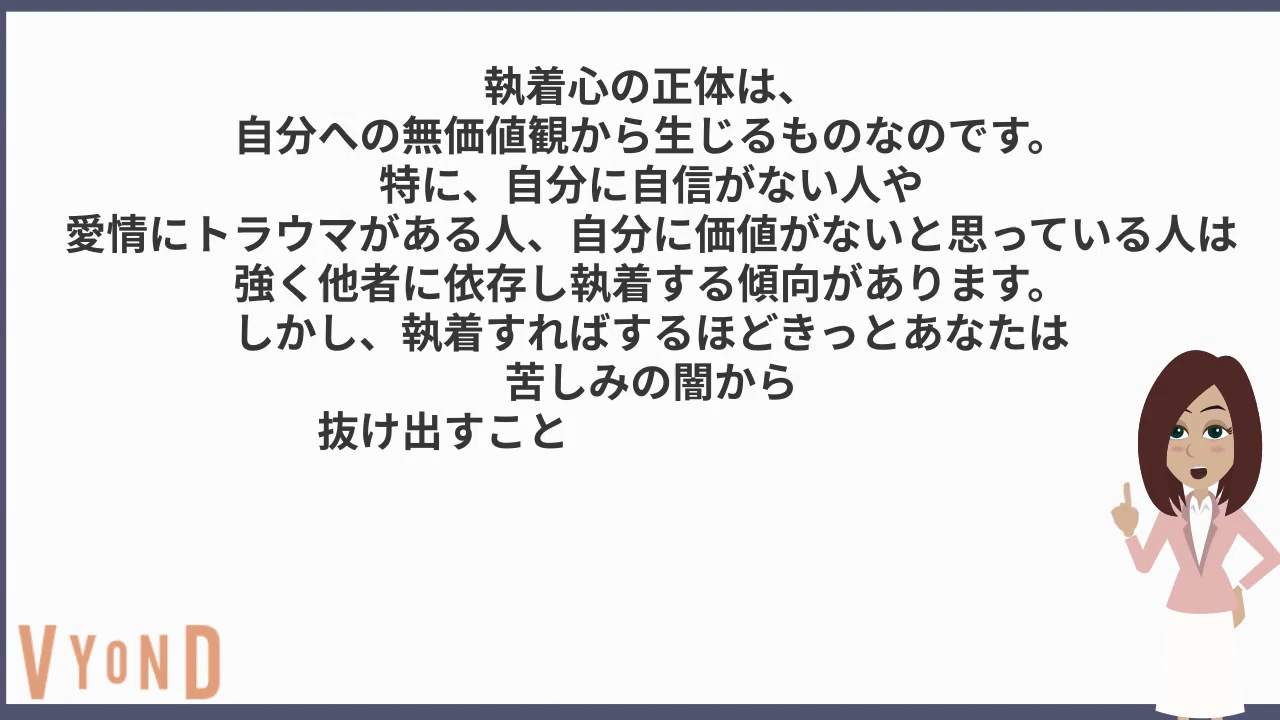 執着心の正体は、
自分への無価値観から生じるものなのです。
特に、自分に自信がない人や
愛情にトラウマがある人、自分に価値がないと思っている人は
強く他者に依存し執着する傾向があります。
しかし、執着すればするほどきっとあなたは
苦しみの闇から
抜け出すこと
VYOND